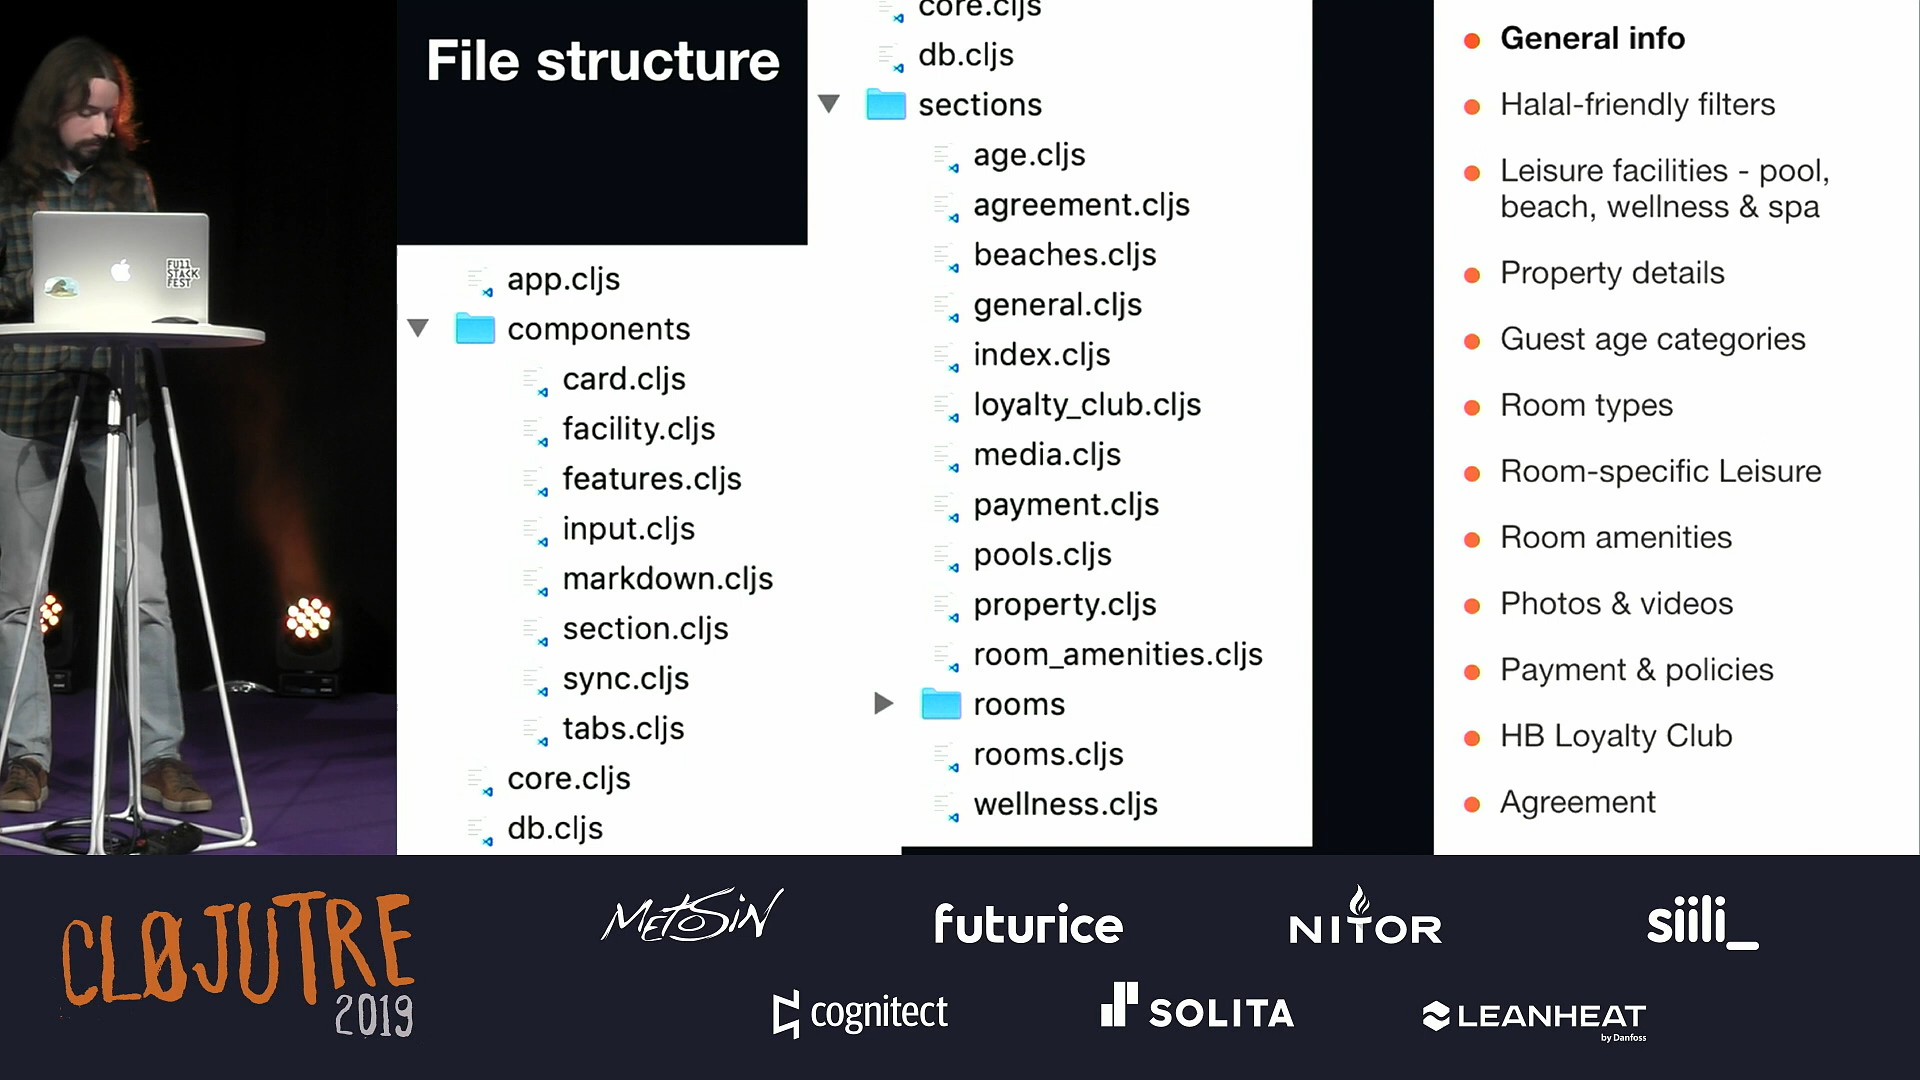 File structure
app.cljs
components
card.cljs
facility.cljs
features.cljs
input.cljs
markdown.cljs
section.cljs
sync.cljs
tabs.cljs
core.cljs
db.cljs
core.cljs
db.cljs
sections
age.cljs
agreement.cljs
beaches.cljs
general.cljs
index.cljs
loyalty_club.cljs
media.cljs
payment.cljs
pools.cljs
property.cljs
room_amenities.cljs
rooms
rooms.cljs
wellness.cljs
General info
Halal-friendly filters
Leisure facilities - pool,
beach, wellness & spa
Property details
Guest age categories
Room types
Room-specific Leisure
Room amenities
Photos & videos
Payment & policies
HB Loyalty Club
Agreement
FULL
STACK
FEST
CLØJUTRE
2019
METOSIN
futurice
NITOR
siili_
cognitect
SOLITA
LEANHEAT
by Danfoss